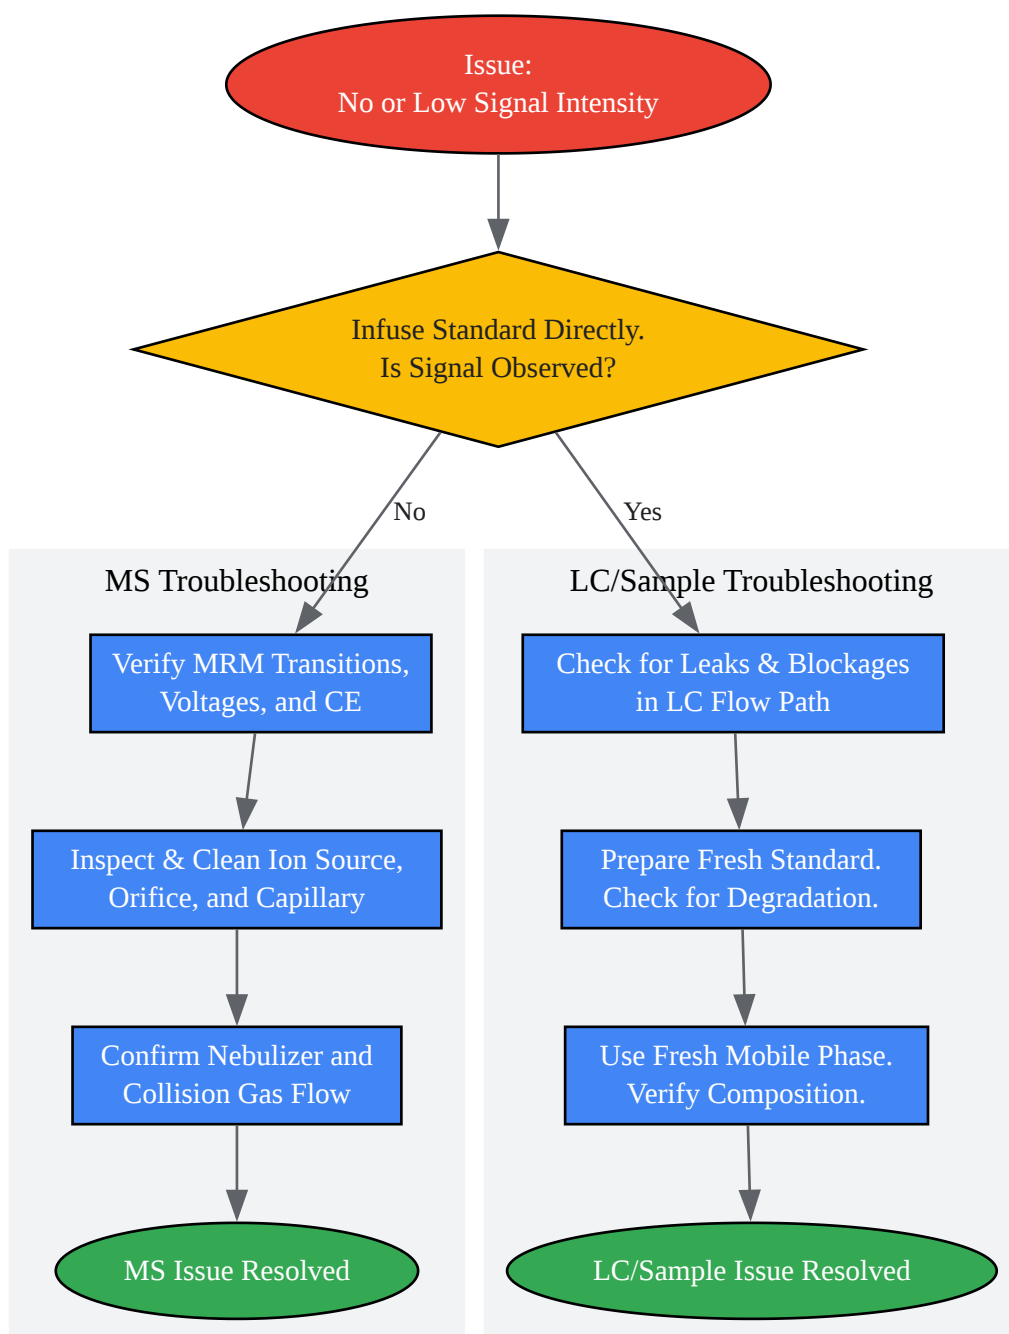 Issue:
No or Low Signal Intensity
Infuse Standard Directly.
Is Signal Observed?
No
Yes
MS Troubleshooting
Verify MRM Transitions,
Voltages, and CE
Inspect & Clean Ion Source,
Orifice, and Capillary
Confirm Nebulizer and
Collision Gas Flow
MS Issue Resolved
LC/Sample Troubleshooting
Check for Leaks & Blockages
in LC Flow Path
Prepare Fresh Standard.
Check for Degradation.
Use Fresh Mobile Phase.
Verify Composition.
LC/Sample Issue Resolved